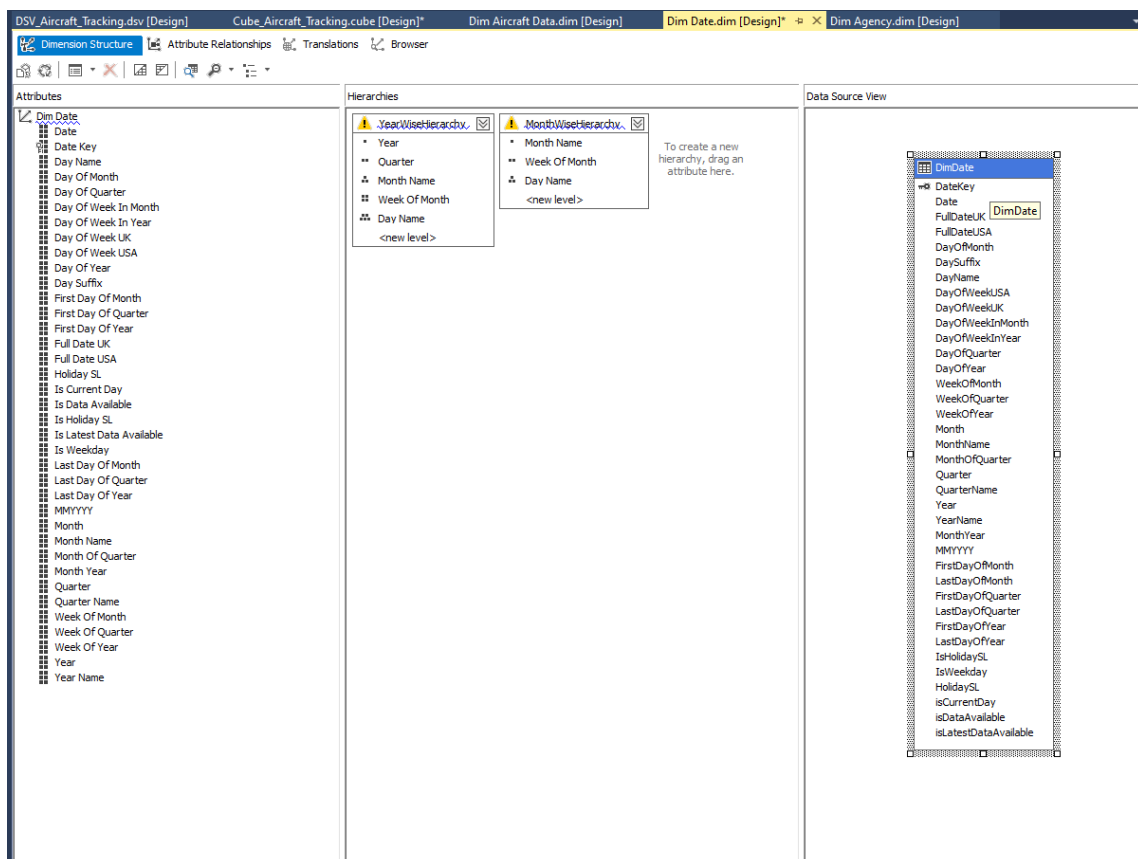 DSV_Aircraft_Tracking.dsv [Design]
Cube_Aircraft_Tracking.cube [Design]*
Dim Aircraft Data.dim [Design]
Dim Date.dim [Design]*
Dim Agency.dim [Design]
Dimension Structure
Attribute Relationships
Translations
Browser
Attributes
Dim Date
Date
Date Key
Day Name
Day Of Month
Day Of Quarter
Day Of Week In Month
Day Of Week In Year
Day Of Week UK
Day Of Week USA
Day Of Year
Day Suffix
First Day Of Month
First Day Of Quarter
First Day Of Year
Full Date UK
Full Date USA
Holiday SL
Is Current Day
Is Data Available
Is Holiday SL
Is Latest Data Available
Is Weekday
Last Day Of Month
Last Day Of Quarter
Last Day Of Year
MMYYYY
Month
Month Name
Month Of Quarter
Month Year
Quarter
Quarter Name
Week Of Month
Week Of Quarter
Week Of Year
Year
Year Name
Hierarchies
YearWiseHierarchy
Year
Quarter
Month Name
Week Of Month
Day Name
<new level>
MonthWiseHierarchy
Month Name
Week Of Month
Day Name
<new level>
To create a new
hierarchy, drag an
attribute here.
Data Source View
DimDate
DateKey
Date
FullDateUK
DimDate
FullDateUSA
DayOfMonth
DaySuffix
DayName
DayOfWeekUSA
DayOfWeekUK
DayOfWeekInMonth
DayOfWeekInYear
DayOfQuarter
DayOfYear
WeekOfMonth
WeekOfQuarter
WeekOfYear
Month
MonthName
MonthOfQuarter
Quarter
QuarterName
Year
YearName
MonthYear
MMYYYY
FirstDayOfMonth
LastDayOfMonth
FirstDayOfQuarter
LastDayOfQuarter
FirstDayOfYear
LastDayOfYear
IsHolidaySL
IsWeekday
HolidaySL
isCurrentDay
isDataAvailable
isLatestDataAvailable